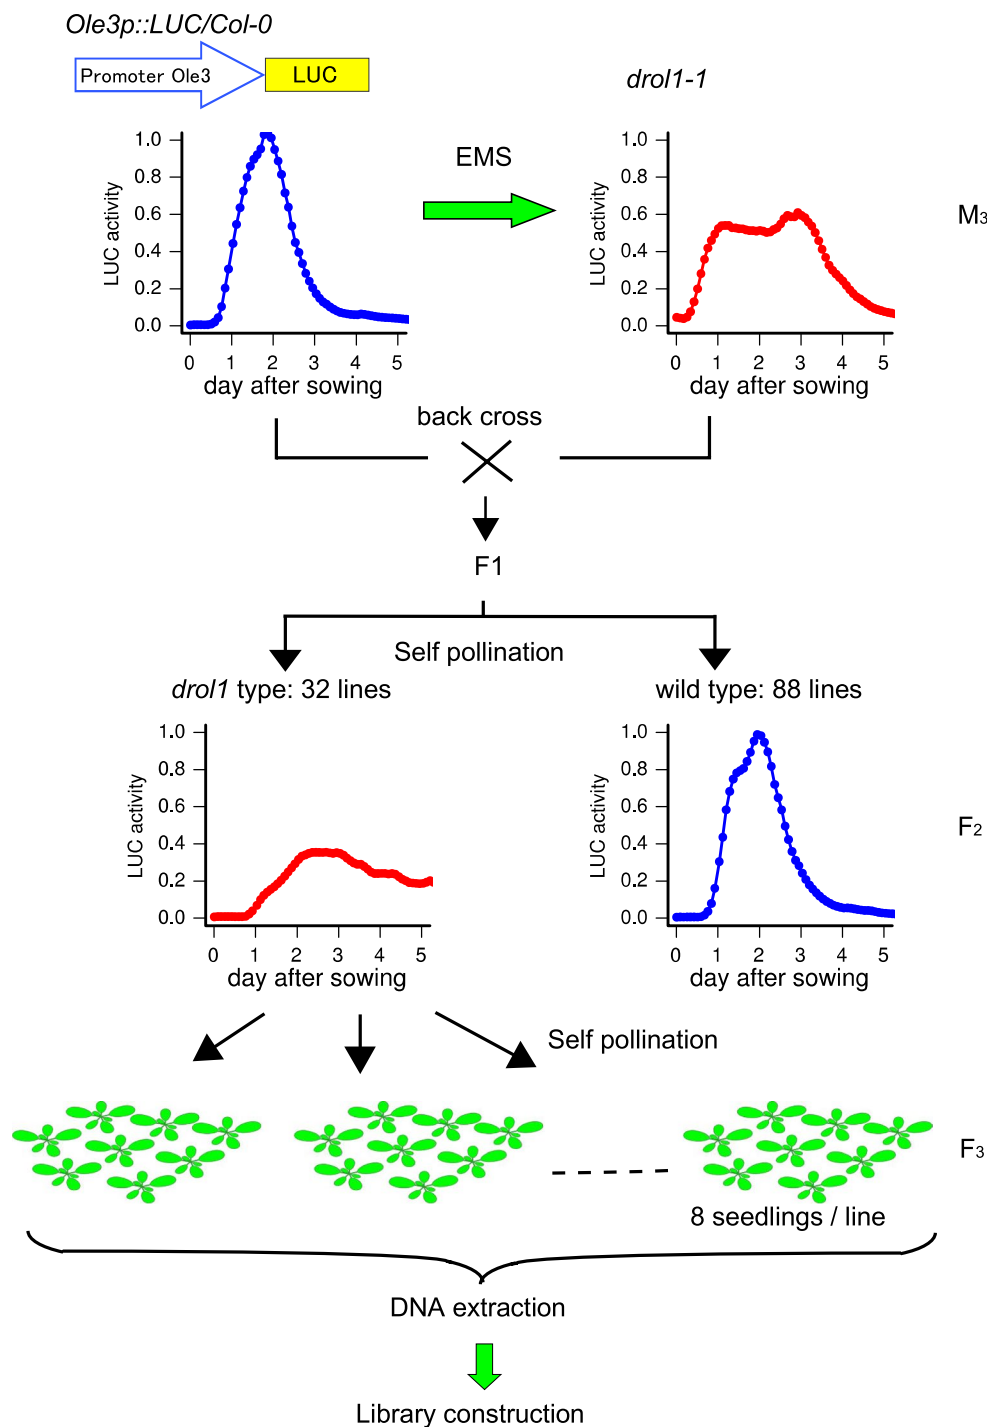 Ole3p::LUC/Col-0
Promoter Ole3
LUC
drol1-1
LUC activity
1.0
0.8
0.6
0.4
0.2
0.0
0 1 2 3 4 5
day after sowing
EMS
LUC activity
1.0
0.8
0.6
0.4
0.2
0.0
0 1 2 3 4 5
day after sowing
M3
back cross
F1
Self pollination
drol1 type: 32 lines
wild type: 88 lines
LUC activity
1.0
0.8
0.6
0.4
0.2
0.0
0 1 2 3 4 5
day after sowing
LUC activity
1.0
0.8
0.6
0.4
0.2
0.0
0 1 2 3 4 5
day after sowing
F2
Self pollination
F3
8 seedlings / line
DNA extraction
Library construction